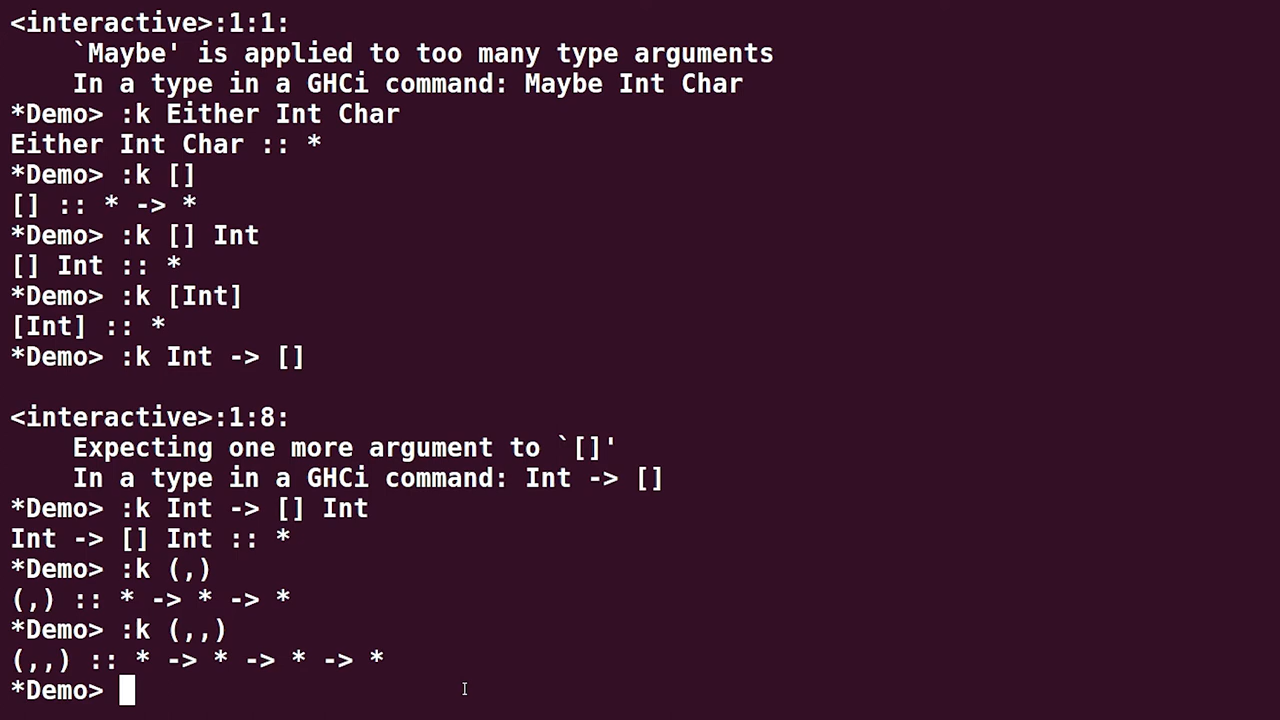 <interactive>:1:1:
`Maybe' is applied to too many type arguments
In a type in a GHCi command: Maybe Int Char
*Demo> :k Either Int Char
Either Int Char :: *
*Demo> :k []
[] :: * -> *
*Demo> :k [] Int
[] Int :: *
*Demo> :k [Int]
[Int] :: *
*Demo> :k Int -> []
<interactive>:1:8:
Expecting one more argument to `[]'
In a type in a GHCi command: Int -> []
*Demo> :k Int -> [] Int
Int -> [] Int :: *
*Demo> :k (,)
(,) :: * -> * -> *
*Demo> :k (,,)
(,,) :: * -> * -> * -> *
*Demo>